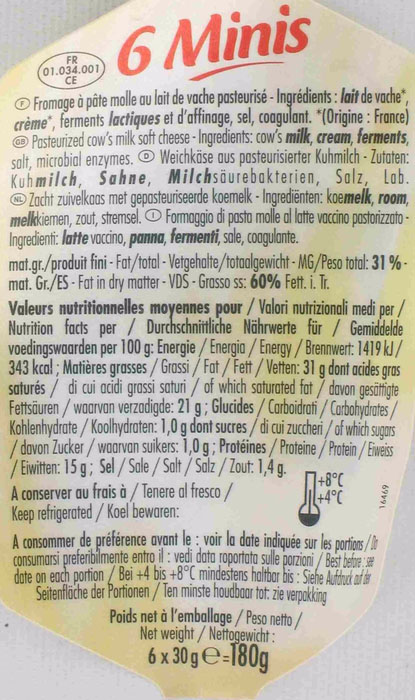 6 Minis
FR
01.034.001
CE
Ⓕ Fromage à pâte molle au lait de vache pasteurisé - Ingrédients : lait de vache*,
crème*, ferments lactiques et d'affinage, sel, coagulant. *(Origine : France)
GB Pasteurized cow's milk soft cheese - Ingredients: cow's milk, cream, ferments,
salt, microbial enzymes. Ⓓ Weichkäse aus pasteurisierter Kuhmilch - Zutaten:
Kuhmilch, Sahne, Milchsäurebakterien, Salz, Lab.
NL Zacht zuivelkaas met gepasteuriseerde koemelk - Ingrediënten: koemelk, room,
melkkiemen, zout, stremsel. Ⓘ Formaggio di pasta molle al latte vaccino pastorizzato -
Ingredienti: latte vaccino, panna, fermenti, sale, coagulante.
mat.gr./produit fini - Fat/total - Vetgehalte/totaalgewicht - MG/Peso total: 31 % -
mat. Gr./ES - Fat in dry matter - VDS - Grasso ss: 60% Fett. i. Tr.
Valeurs nutritionnelles moyennes pour / Valori nutrizionali medi per /
Nutrition facts per / Durchschnittliche Nährwerte für / Gemiddelde
voedingswaarden per 100 g: Energie / Energia / Energy / Brennwert: 1419 kJ /
343 kcal ; Matières grasses / Grassi / Fat / Fett / Vetten: 31 g dont acides gras
saturés / di cui acidi grassi saturi / of which saturated fat / davon gesättigte
Fettsäuren / waarvan verzadigde: 21 g ; Glucides / Carboidrati / Carbohydrates /
Kohlenhydrate / Koolhydraten: 1,0 g dont sucres / di cui zuccheri / of which sugars
/ davon Zucker / waarvan suikers: 1,0 g ; Protéines / Proteine / Protein / Eiweiss
/ Eiwitten: 15 g ; Sel / Sale / Salt / Salz / Zout: 1,4 g.
A conserver au frais à / Tenere al fresco /
Keep refrigerated / Koel bewaren:
+8°C
+4°C
16469
A consommer de préférence avant le : voir la date indiquée sur les portions / Da
consumarsi preferibilmente entro il : vedi data raportata sulle porzioni / Best before : see
date on each portion / Bei +4 bis +8°C mindestens haltbar bis : Siehe Aufdruck auf der
Seitenfläche der Portionen / Ten minste houdbaar tot: zie verpakking
Poids net à l'emballage / Peso netto /
Net weight / Nettogewicht :
6 x 30 g e = 180g